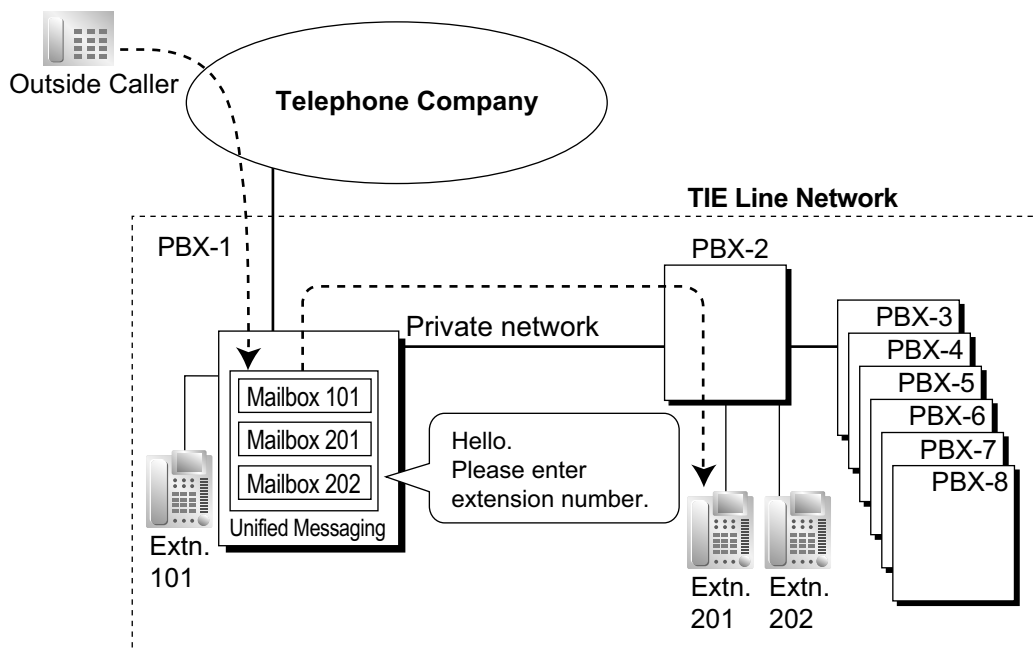 Outside Caller
Telephone Company
TIE Line Network
PBX-1
PBX-2
Private network
PBX-3
PBX-4
PBX-5
PBX-6
PBX-7
PBX-8
Mailbox 101
Mailbox 201
Mailbox 202
Unified Messaging
Hello.
Please enter
extension number.
Extn.
101
Extn.
201
Extn.
202